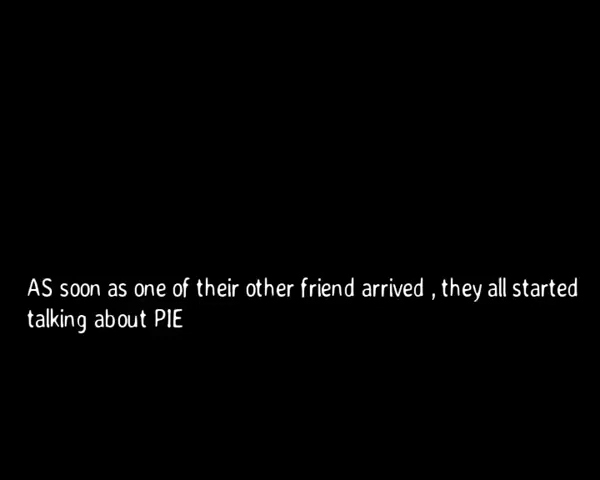 AS soon as one of their other friend arrived , they all started
talking about PIE